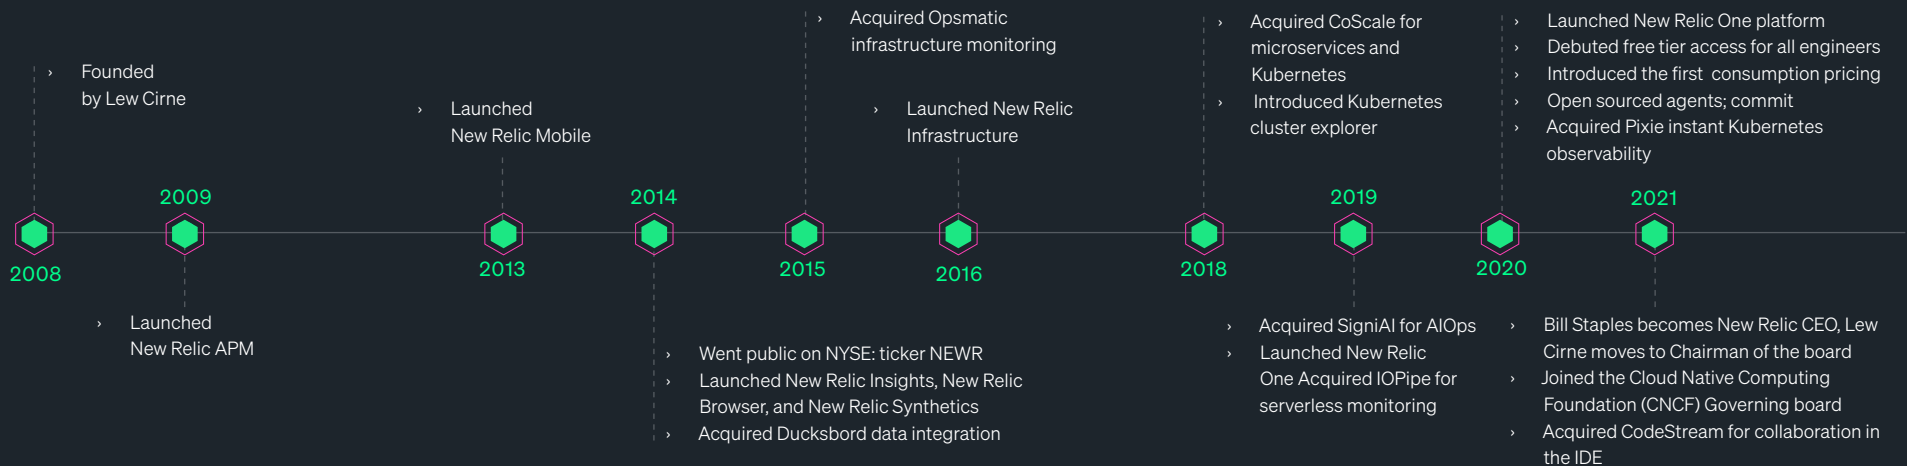 2008
Founded
by Lew Cirne
2009
Launched
New Relic APM
2013
Launched
New Relic Mobile
2014
Went public on NYSE: ticker NEWR
Launched New Relic Insights, New Relic
Browser, and New Relic Synthetics
Acquired Ducksbord data integration
2015
Acquired Opsmatic
infrastructure monitoring
2016
Launched New Relic
Infrastructure
2018
Acquired CoScale for
microservices and
Kubernetes
Introduced Kubernetes
cluster explorer
2019
Acquired SigniAI for AIOps
Launched New Relic
One Acquired IOPipe for
serverless monitoring
2020
Launched New Relic One platform
Debuted free tier access for all engineers
Introduced the first consumption pricing
Open sourced agents; commit
Acquired Pixie instant Kubernetes
observability
2021
Bill Staples becomes New Relic CEO, Lew
Cirne moves to Chairman of the board
Joined the Cloud Native Computing
Foundation (CNCF) Governing board
Acquired CodeStream for collaboration in
the IDE